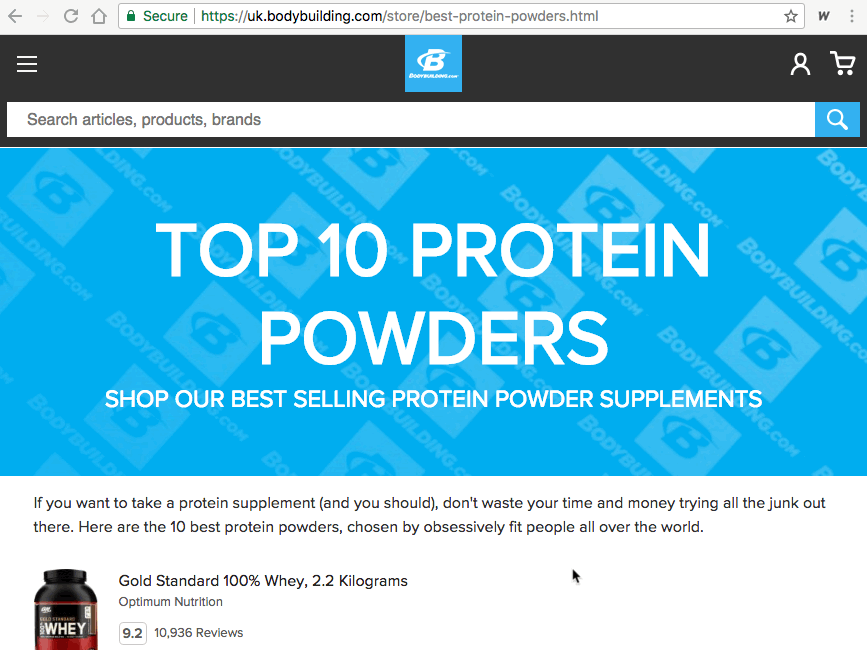 Secure https://uk.bodybuilding.com/store/best-protein-powders.html
BODYBUILDING.com
Search articles, products, brands
TOP 10 PROTEIN
POWDERS
SHOP OUR BEST SELLING PROTEIN POWDER SUPPLEMENTS
If you want to take a protein supplement (and you should), don't waste your time and money trying all the junk out
there. Here are the 10 best protein powders, chosen by obsessively fit people all over the world.
Gold Standard 100% Whey, 2.2 Kilograms
Optimum Nutrition
9.2 10,936 Reviews
GOLD STANDARD
100% WHEY